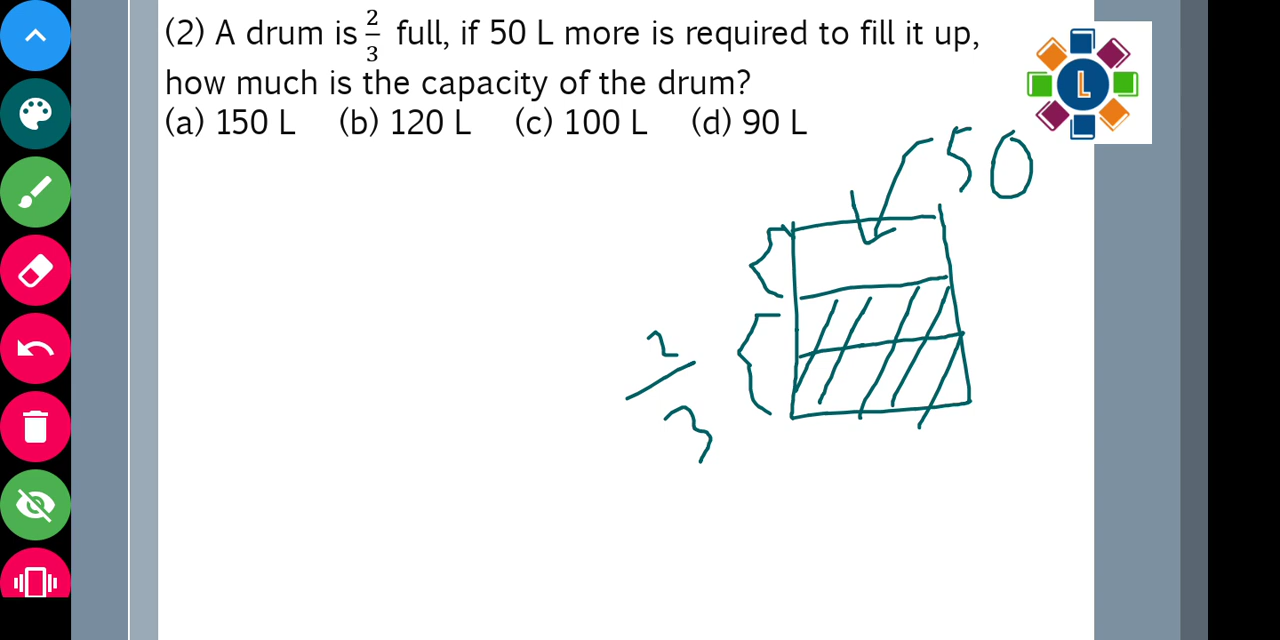 (2) A drum is 2/3 full, if 50 L more is required to fill it up,
how much is the capacity of the drum?
(a) 150 L (b) 120 L (c) 100 L (d) 90 L
L
50
2/3